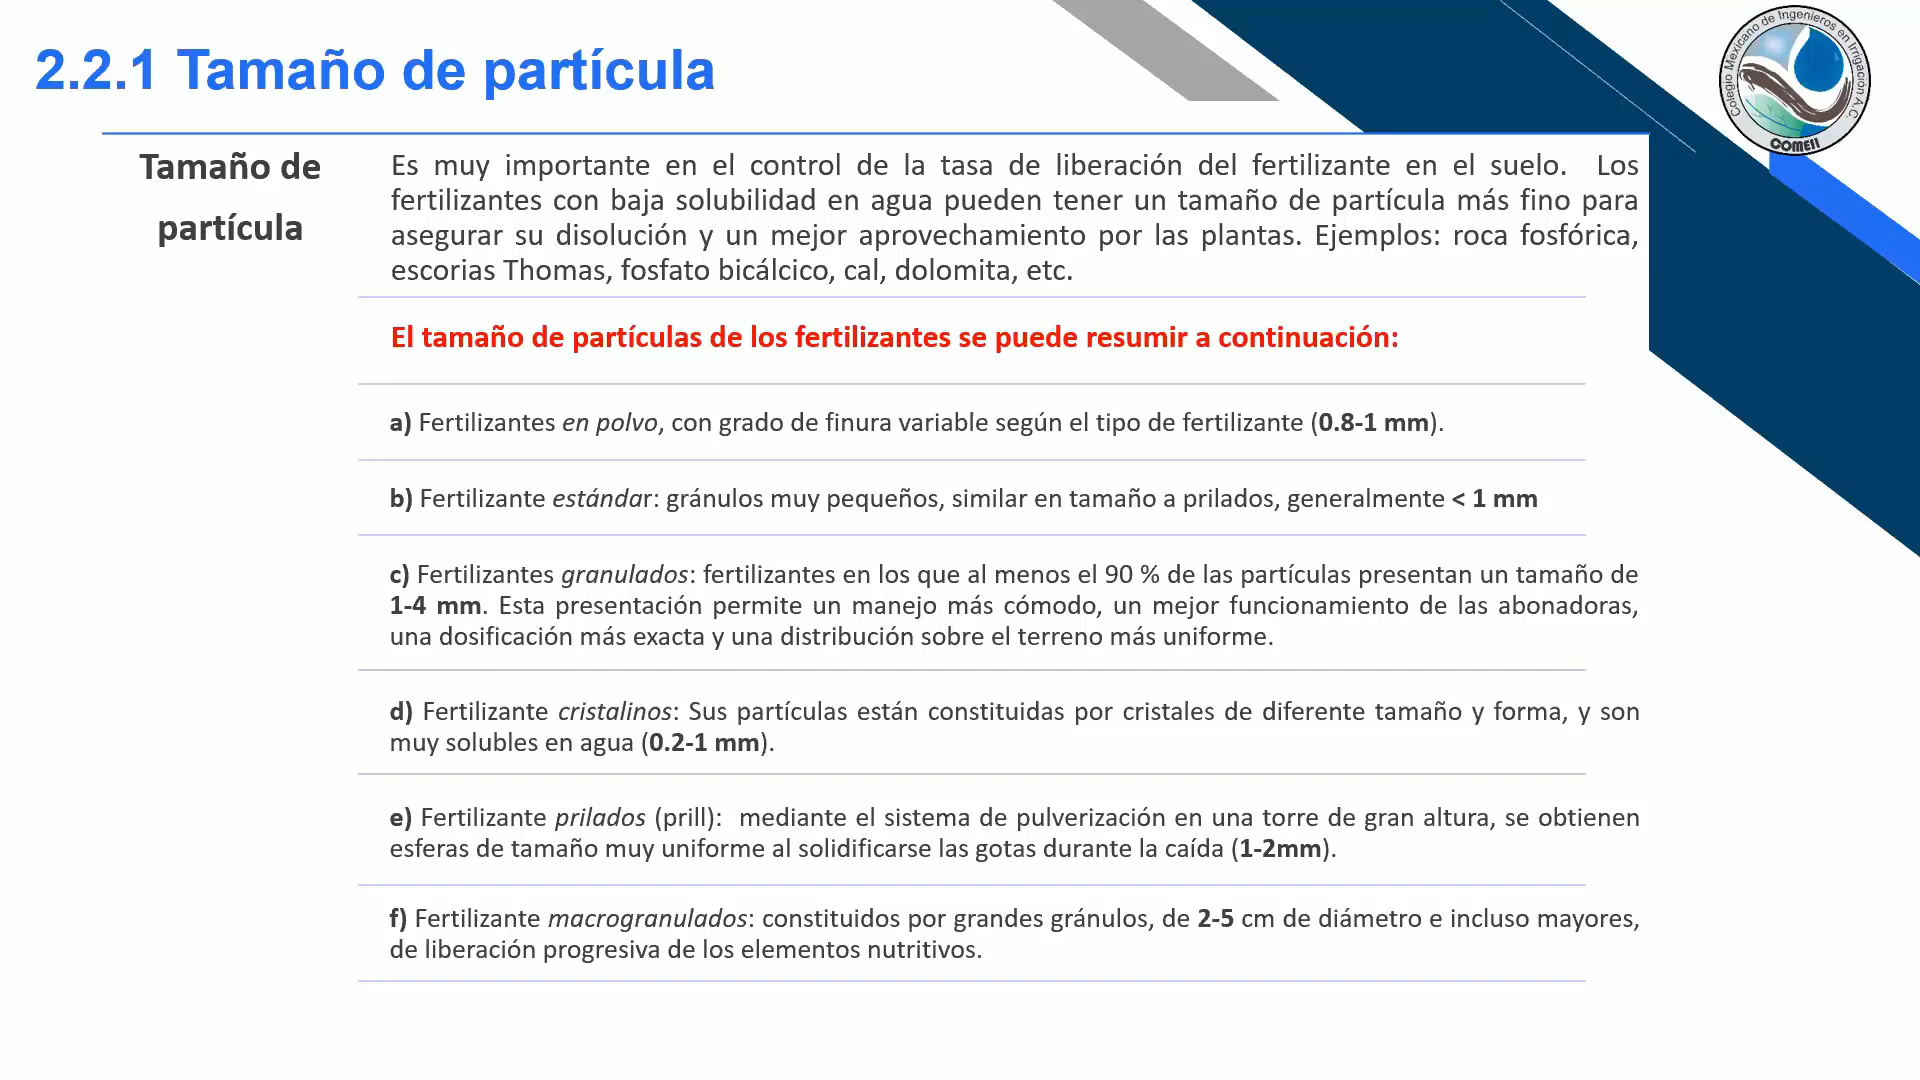 2.2.1 Tamaño de partícula
Colegio Mexicano de Ingenieros en Irrigación A.C.
COMEII
Tamaño de
partícula
Es muy importante en el control de la tasa de liberación del fertilizante en el suelo. Los
fertilizantes con baja solubilidad en agua pueden tener un tamaño de partícula más fino para
asegurar su disolución y un mejor aprovechamiento por las plantas. Ejemplos: roca fosfórica,
escorias Thomas, fosfato bicálcico, cal, dolomita, etc.
El tamaño de partículas de los fertilizantes se puede resumir a continuación:
a) Fertilizantes en polvo, con grado de finura variable según el tipo de fertilizante (0.8-1 mm).
b) Fertilizante estándar: gránulos muy pequeños, similar en tamaño a prilados, generalmente < 1 mm
c) Fertilizantes granulados: fertilizantes en los que al menos el 90 % de las partículas presentan un tamaño de
1-4 mm. Esta presentación permite un manejo más cómodo, un mejor funcionamiento de las abonadoras,
una dosificación más exacta y una distribución sobre el terreno más uniforme.
d) Fertilizante cristalinos: Sus partículas están constituidas por cristales de diferente tamaño y forma, y son
muy solubles en agua (0.2-1 mm).
e) Fertilizante prilados (prill): mediante el sistema de pulverización en una torre de gran altura, se obtienen
esferas de tamaño muy uniforme al solidificarse las gotas durante la caída (1-2mm).
f) Fertilizante macrogranulados: constituidos por grandes gránulos, de 2-5 cm de diámetro e incluso mayores,
de liberación progresiva de los elementos nutritivos.